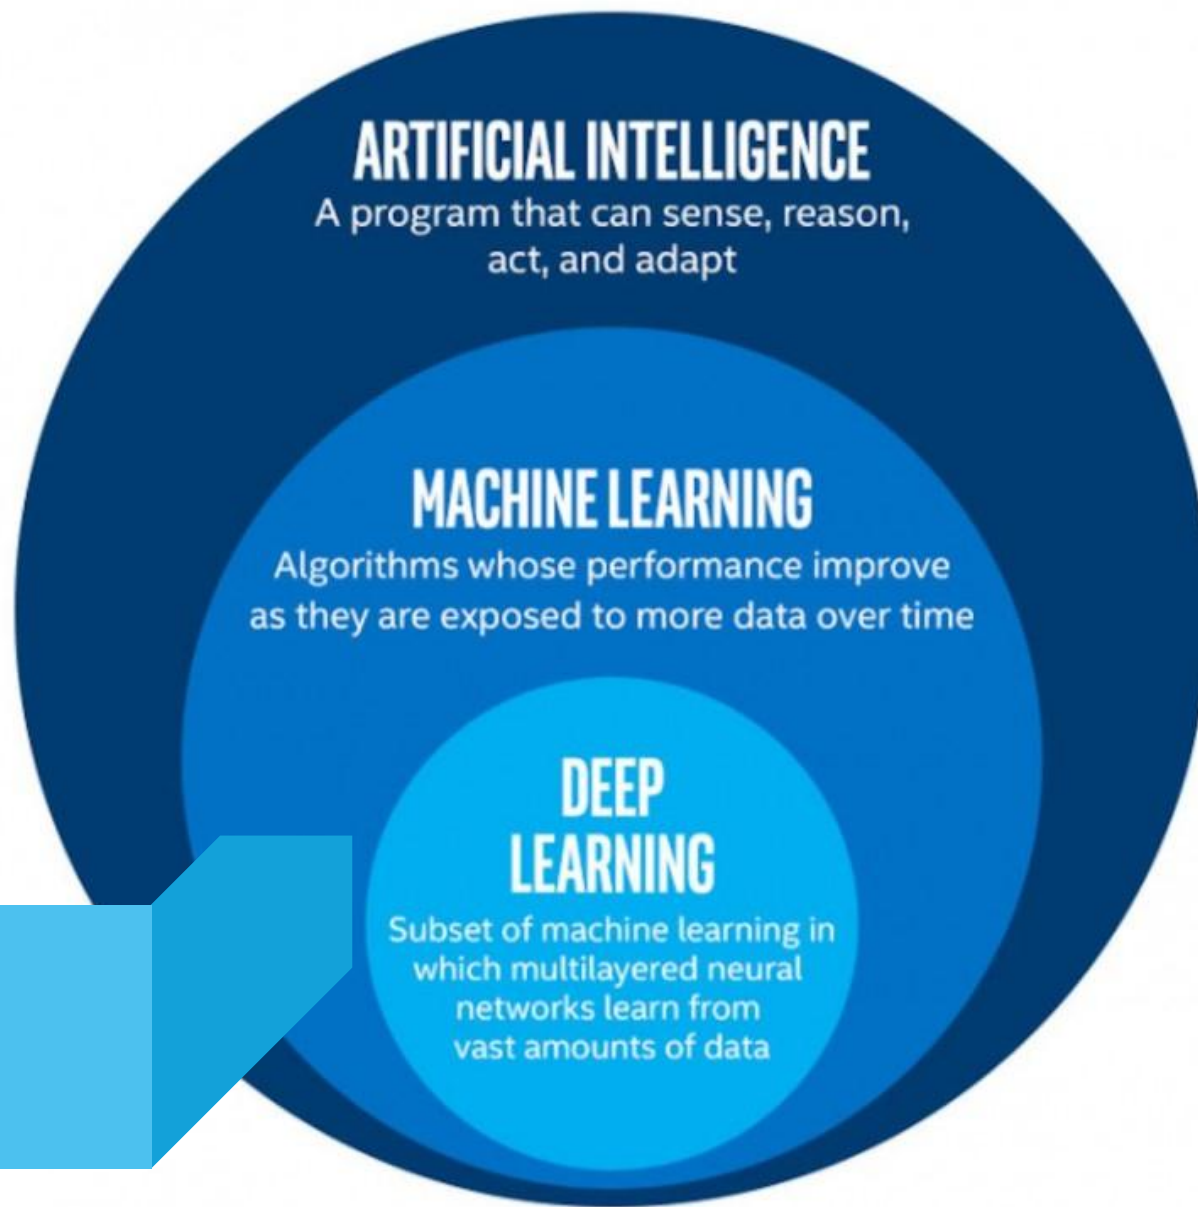 ARTIFICIAL INTELLIGENCE
A program that can sense, reason,
act, and adapt
MACHINE LEARNING
Algorithms whose performance improve
as they are exposed to more data over time
DEEP
LEARNING
Subset of machine learning in
which multilayered neural
networks learn from
vast amounts of data